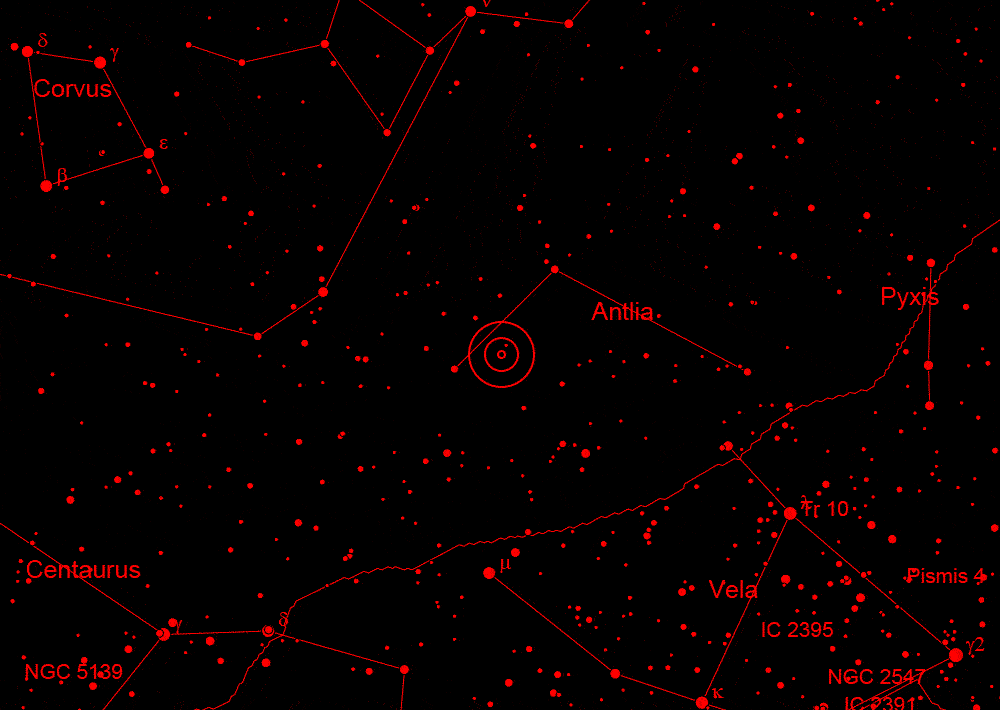 ν
δ
γ
Corvus
ε
β
Antlia
Pyxis
Tr 10
μ
Centaurus
Pismis 4
Vela
δ
γ
IC 2395
γ2
NGC 5139
NGC 2547
κ
IC 2391